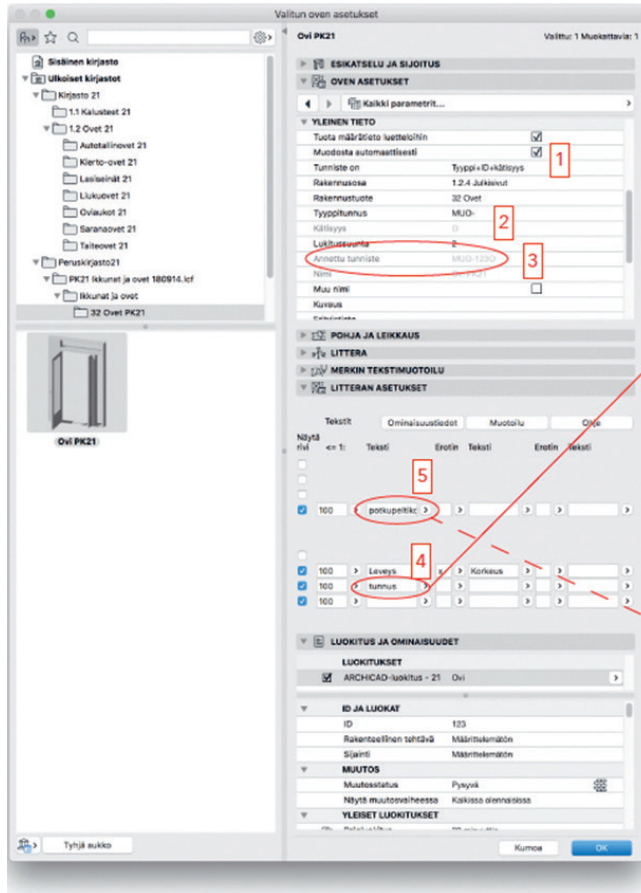 Valitun oven asetukset
Ovi PK21
Valittu: 1 Muokattavia: 1
Sisäinen kirjasto
Ulkoiset kirjastot
Kirjasto 21
1.1 Kalusteet 21
1.2 Ovet 21
Autotallinovet 21
Kierto-ovet 21
Lasiseinät 21
Liukuovet 21
Oviaukot 21
Saranaovet 21
Taiteovet 21
Peruskirjasto21
PK21 Ikkunat ja ovet 180914.lcf
Ikkunat ja ovet
32 Ovet PK21
Ovi PK21
Tyhjä aukko
ESIKATSELU JA SIJOITUS
OVEN ASETUKSET
Kaikki parametrit...
YLEINEN TIETO
Tuota määrätieto luetteloihin
Muodosta automaattisesti
1
Tunniste on Tyyppi+ID+kätisyys
Rakennusosa 1.2.4 Julkisivut
Rakennustuote 32 Ovet
Tyyppitunnus MUO-
2
Kätisyys O
Lukitussuunta 2
Annettu tunniste MUO-123O
3
Nimi Ovi PK21
Muu nimi
Kuvaus
POHJA JA LEIKKAUS
LITTERA
MERKIN TEKSTIMUOTOILU
LITTERAN ASETUKSET
Tekstit Ominaisuustiedot Muotoilu Ohje
Näytä
rivi <= 1: Teksti Erotin Teksti Erotin Teksti
5
100 potkupeltikc
4
100 Leveys x Korkeus
100 tunnus
100
LUOKITUS JA OMINAISUUDET
LUOKITUKSET
ARCHICAD-luokitus - 21 Ovi
ID JA LUOKAT
ID 123
Rakenteellinen tehtävä Määrittelemätön
Sijainti Määrittelemätön
MUUTOS
Muutosstatus Pysyvä
Näytä muutosvaiheessa Kaikissa olennaisissa
YLEISET LUOKITUKSET
Kumoa OK